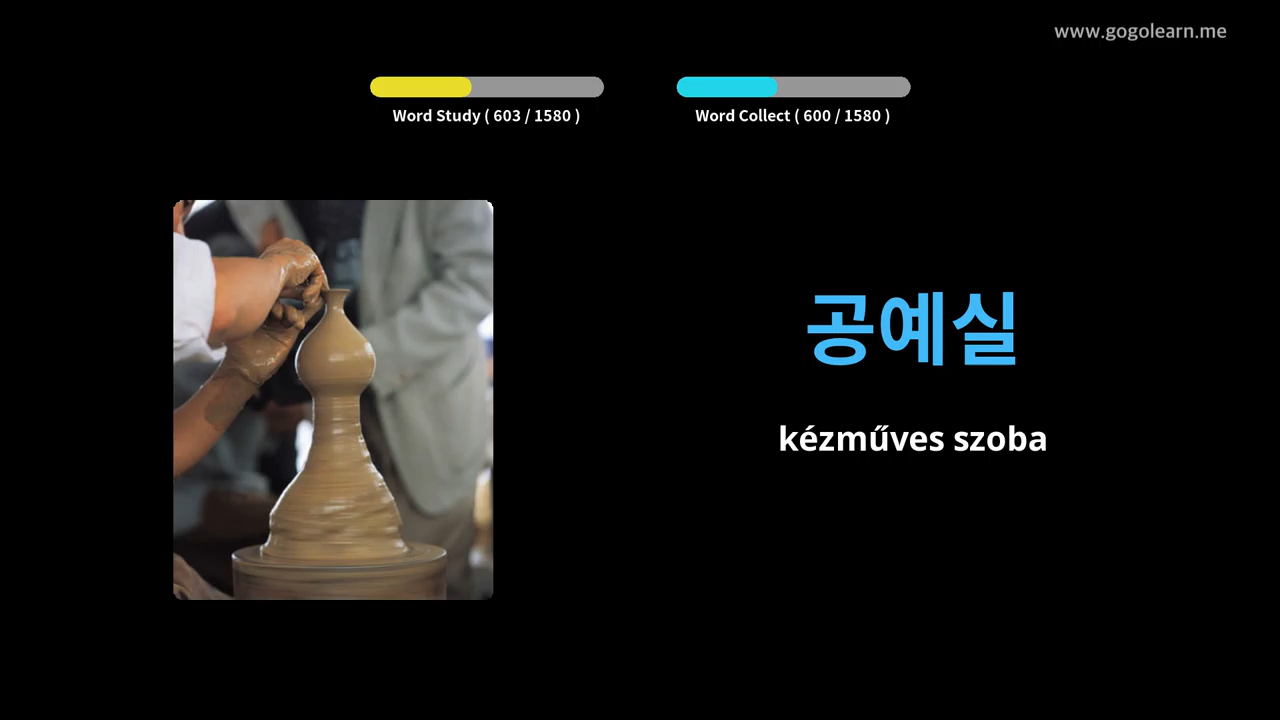 www.gogolearn.me
Word Study ( 603 / 1580 )
Word Collect ( 600 / 1580 )
공예실
kézműves szoba